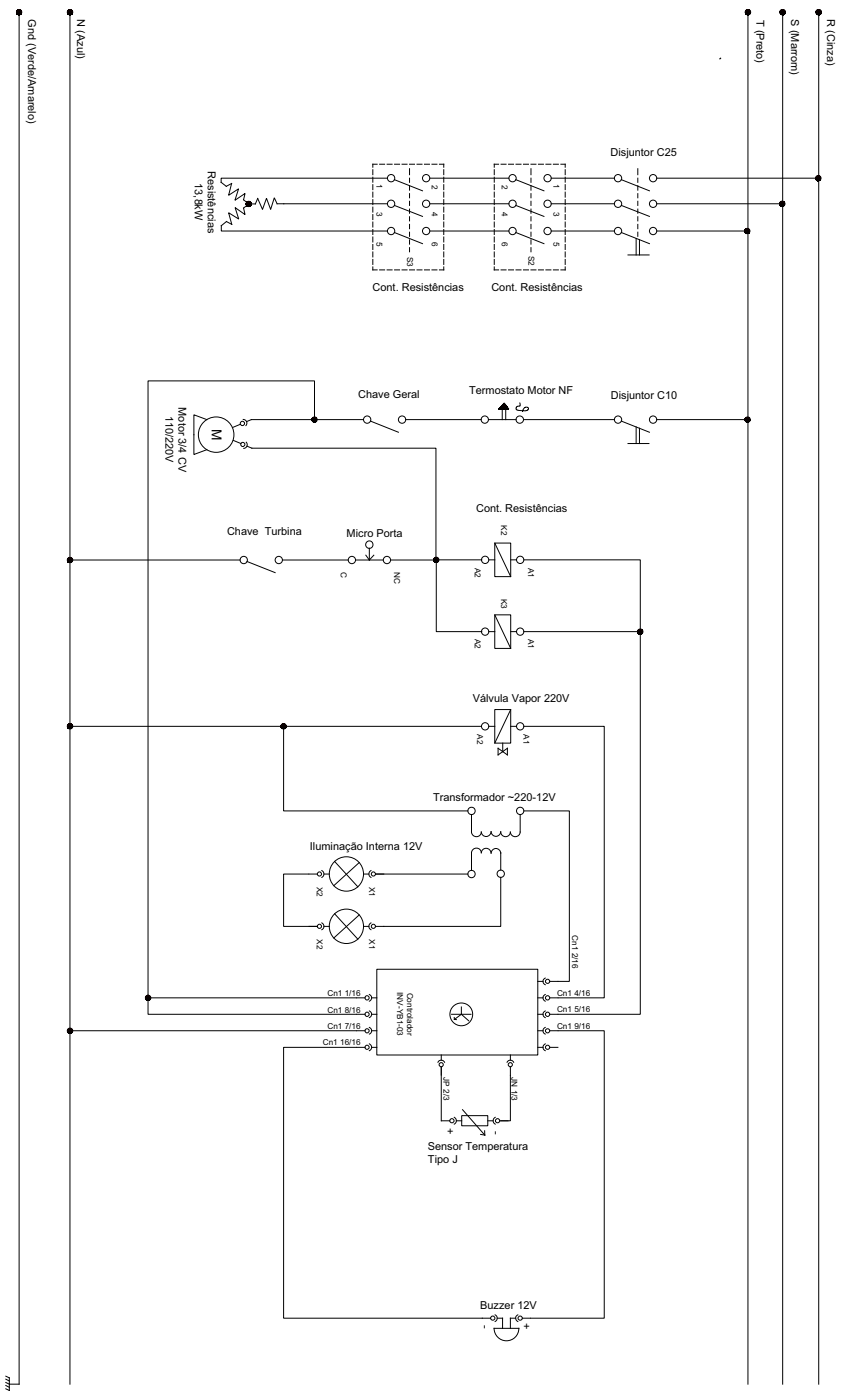 Gnd (Verde/Amarelo)
N (Azul)
T (Preto)
S (Marrom)
R (Cinza)
Disjuntor C25
1
2
2
1
3
4
4
3
5
6
6
5
S3
S2
Resistências
13,8kW
Cont. Resistências
Cont. Resistências
Chave Geral
Termostato Motor NF
Disjuntor C10
Motor 3/4 CV
110/220V
M
Cont. Resistências
Chave Turbina
Micro Porta
C
NC
K2
A2
A1
K3
A2
A1
Válvula Vapor 220V
A2
A1
Transformador ~220-12V
Iluminação Interna 12V
X2
X1
X2
X1
Cn1 2/16
Cn1 1/16
Cn1 8/16
Cn1 7/16
Cn1 16/16
Controlador
INV-YB1-03
Cn1 4/16
Cn1 5/16
Cn1 9/16
JP 2/3
JN 1/3
+
-
Sensor Temperatura
Tipo J
Buzzer 12V
-
+